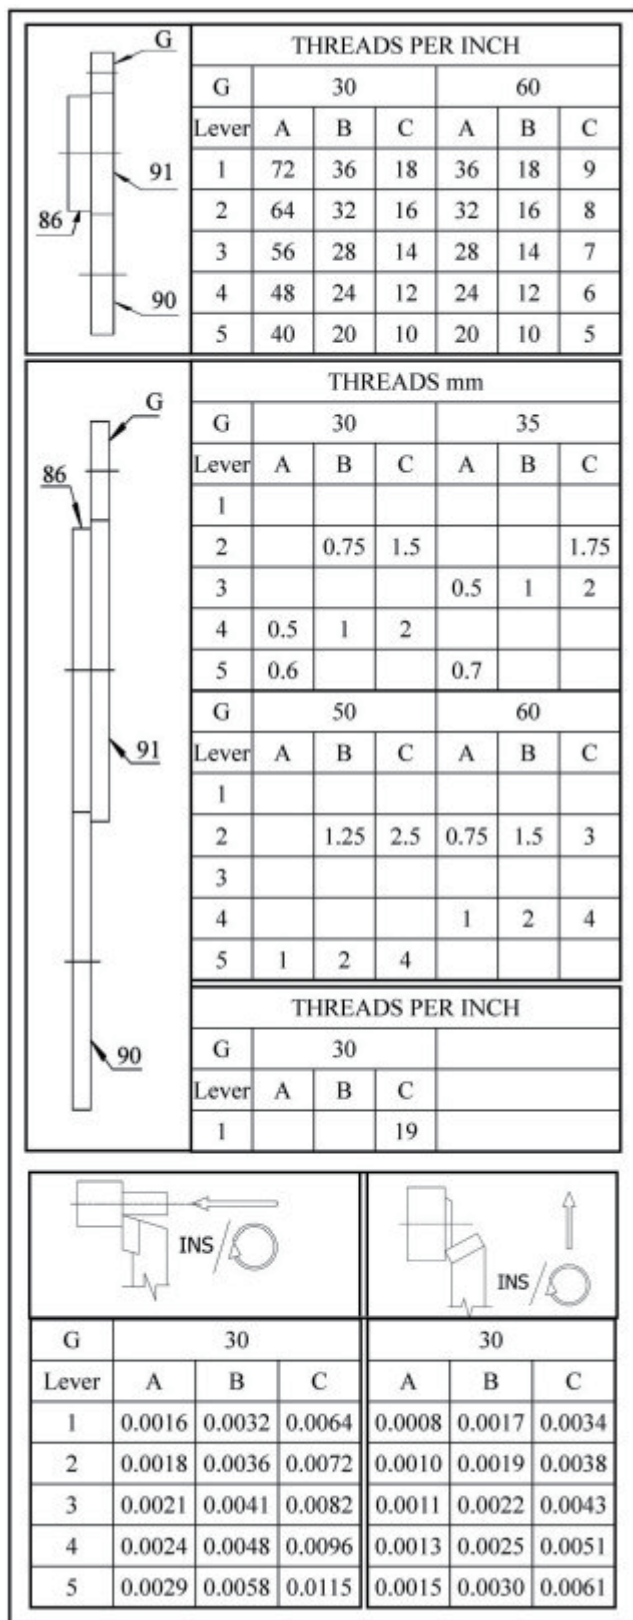 THREADS PER INCH
G 30 60
Lever A B C A B C
1 72 36 18 36 18 9
2 64 32 16 32 16 8
3 56 28 14 28 14 7
4 48 24 12 24 12 6
5 40 20 10 20 10 5
G
91
86
90
THREADS mm
G 30 35
Lever A B C A B C
1
2 0.75 1.5 1.75
3 0.5 1 2
4 0.5 1 2
5 0.6 0.7
G 50 60
Lever A B C A B C
1
2 1.25 2.5 0.75 1.5 3
3
4 1 2 4
5 1 2 4
THREADS PER INCH
G 30
Lever A B C
1 19
G
86
91
90
INS/
INS/
G 30 30
Lever A B C A B C
1 0.0016 0.0032 0.0064 0.0008 0.0017 0.0034
2 0.0018 0.0036 0.0072 0.0010 0.0019 0.0038
3 0.0021 0.0041 0.0082 0.0011 0.0022 0.0043
4 0.0024 0.0048 0.0096 0.0013 0.0025 0.0051
5 0.0029 0.0058 0.0115 0.0015 0.0030 0.0061